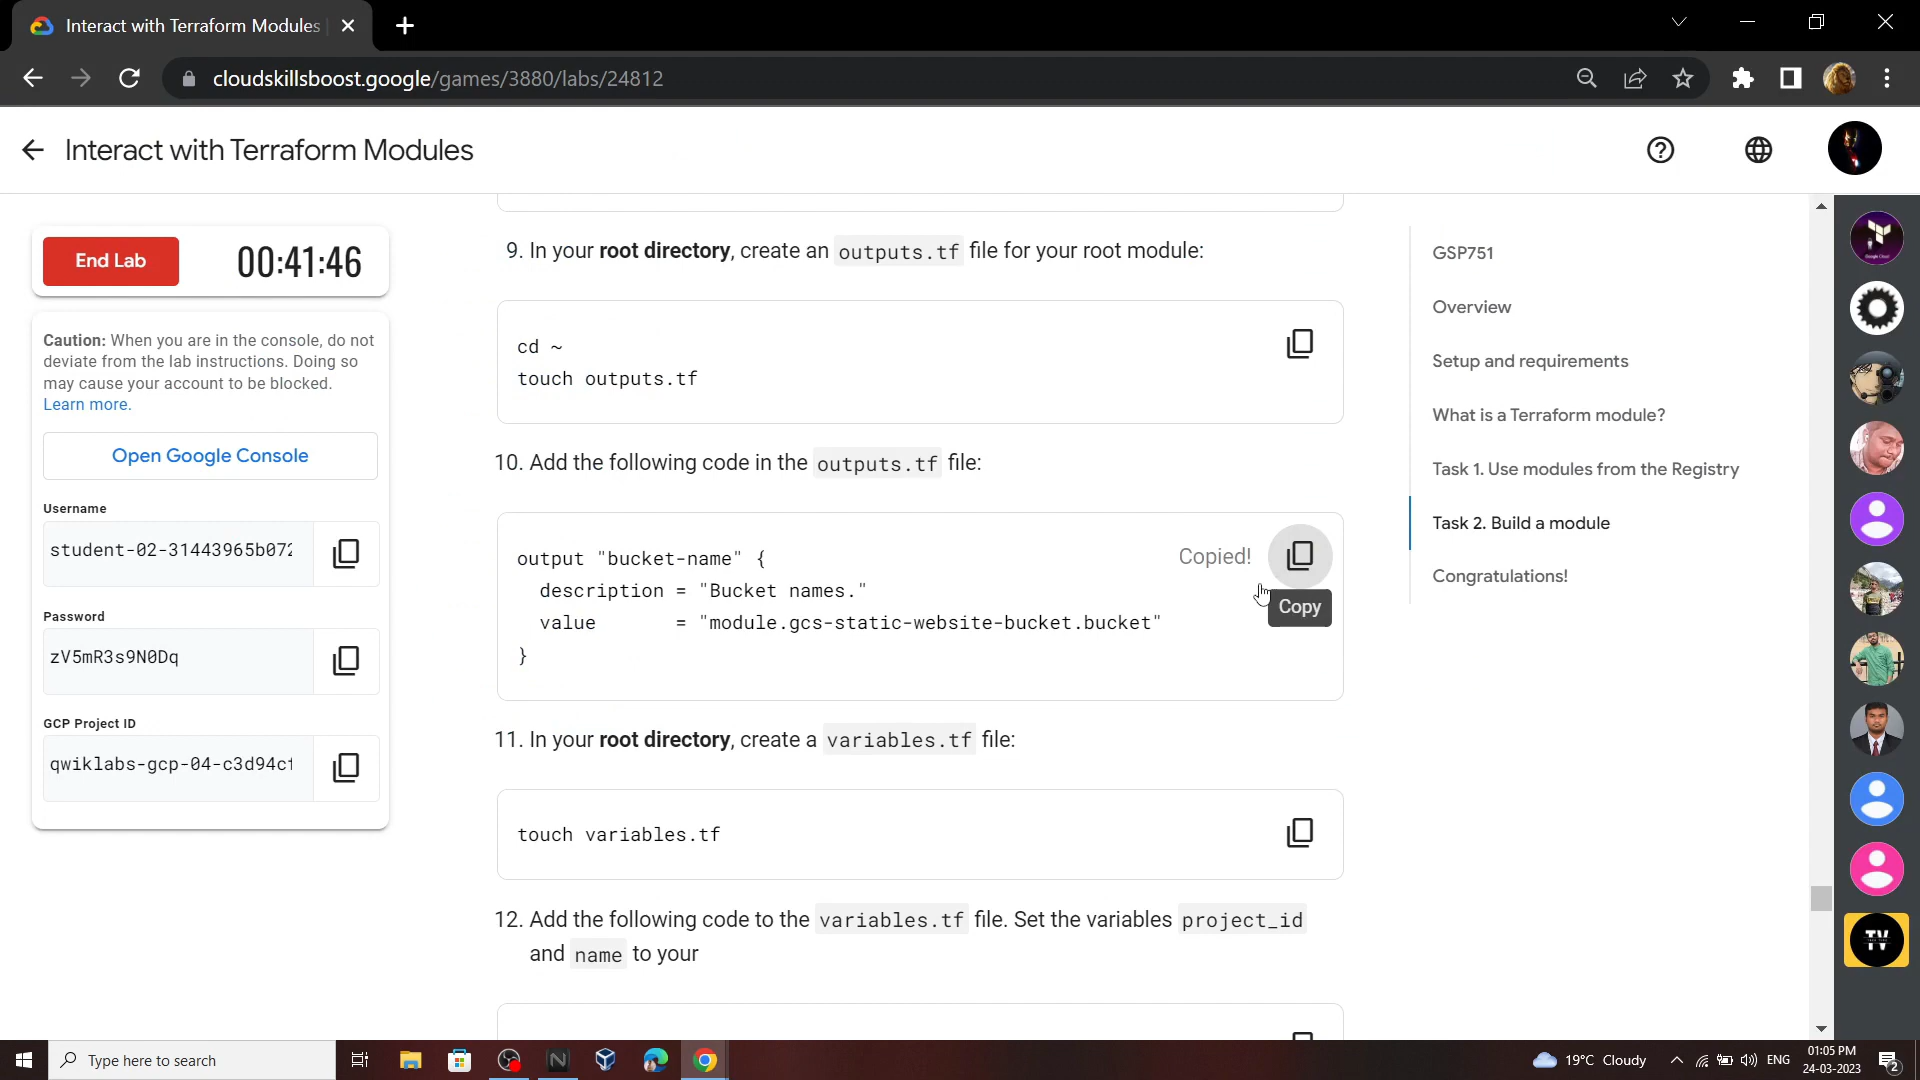 Interact with Terraform Modules
cloudskillsboost.google/games/3880/labs/24812
Interact with Terraform Modules
End Lab
00:41:46
Caution: When you are in the console, do not
deviate from the lab instructions. Doing so
may cause your account to be blocked.
Learn more.
Open Google Console
Username
student-02-31443965b072
Password
zV5mR3s9N0Dq
GCP Project ID
qwiklabs-gcp-04-c3d94c
9. In your root directory, create an outputs.tf file for your root module:
cd ~
touch outputs.tf
10. Add the following code in the outputs.tf file:
output "bucket-name" {
description = "Bucket names."
value = "module.gcs-static-website-bucket.bucket"
}
Copied!
Copy
11. In your root directory, create a variables.tf file:
touch variables.tf
12. Add the following code to the variables.tf file. Set the variables project_id
and name to your
GSP751
Overview
Setup and requirements
What is a Terraform module?
Task 1. Use modules from the Registry
Task 2. Build a module
Congratulations!
TV
Type here to search
19°C Cloudy
ENG
01:05 PM
24-03-2023
2